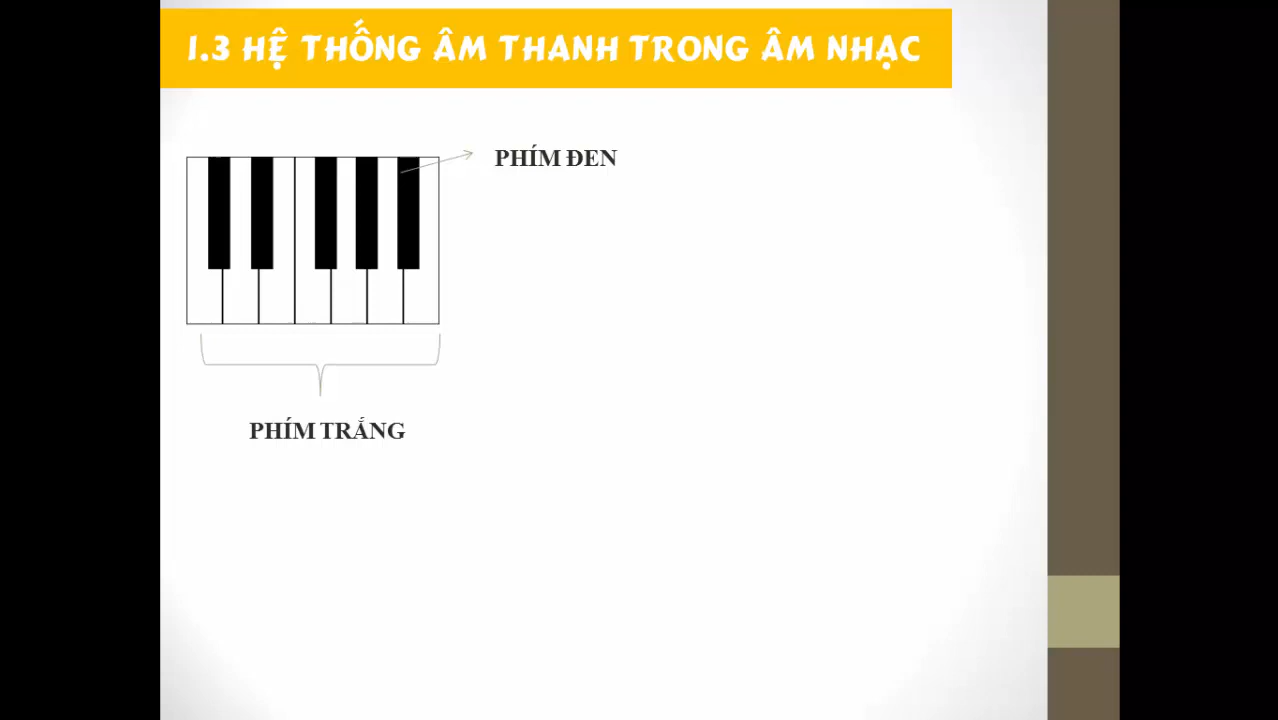 1.3 HỆ THỐNG ÂM THANH TRONG ÂM NHẠC
PHÍM ĐEN
PHÍM TRẮNG